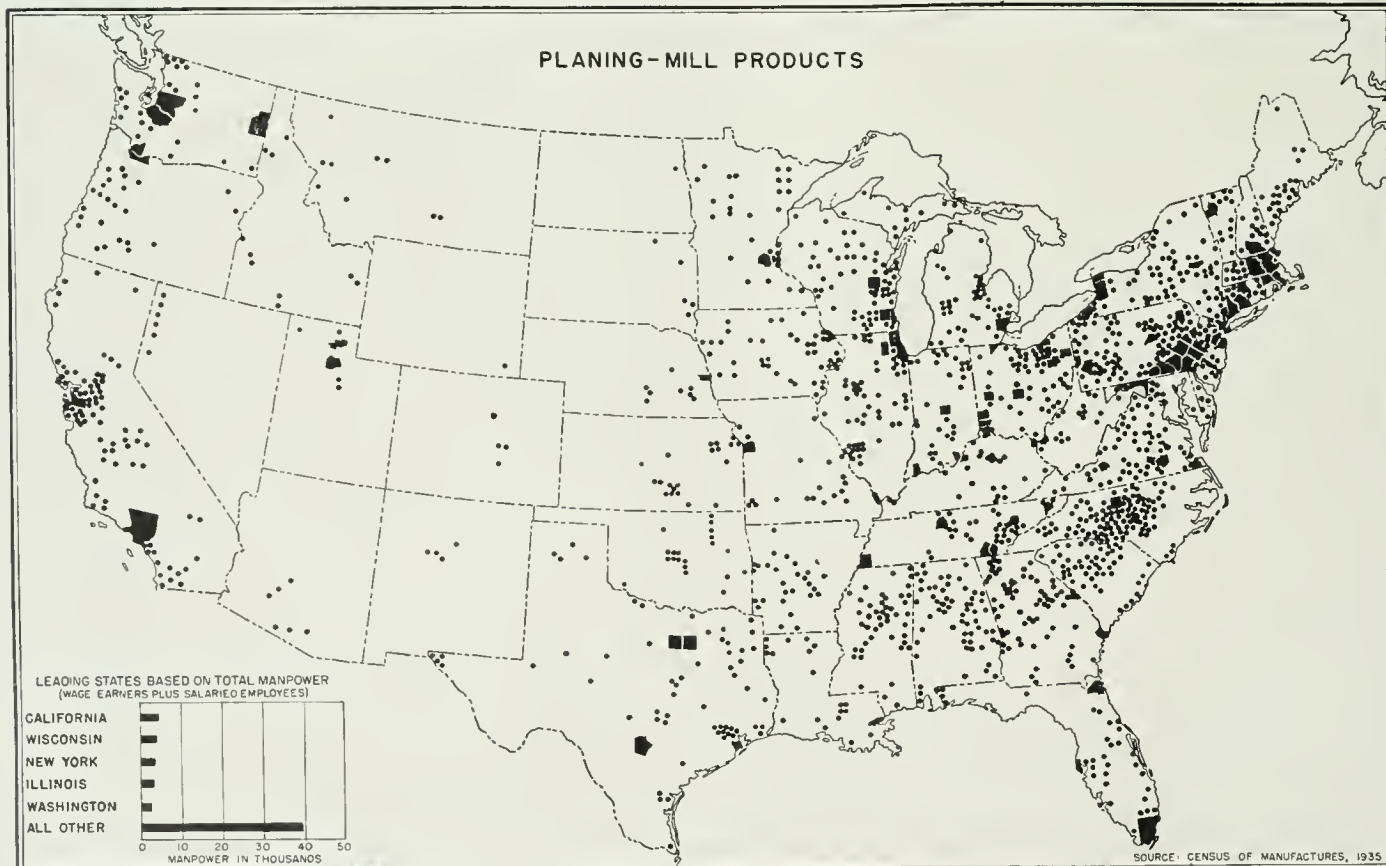 PLANING-MILL PRODUCTS
LEADING STATES BASED ON TOTAL MANPOWER
(WAGE EARNERS PLUS SALARIED EMPLOYEES)
CALIFORNIA
WISCONSIN
NEW YORK
ILLINOIS
WASHINGTON
ALL OTHER
0 10 20 30 40 50
MANPOWER IN THOUSANDS
SOURCE: CENSUS OF MANUFACTURES, 1935